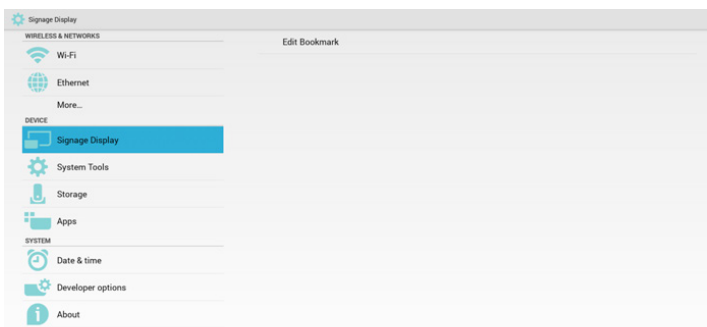 Signage Display
WIRELESS & NETWORKS
Wi-Fi
Ethernet
More...
DEVICE
Signage Display
System Tools
Storage
Apps
SYSTEM
Date & time
Developer options
About
Edit Bookmark